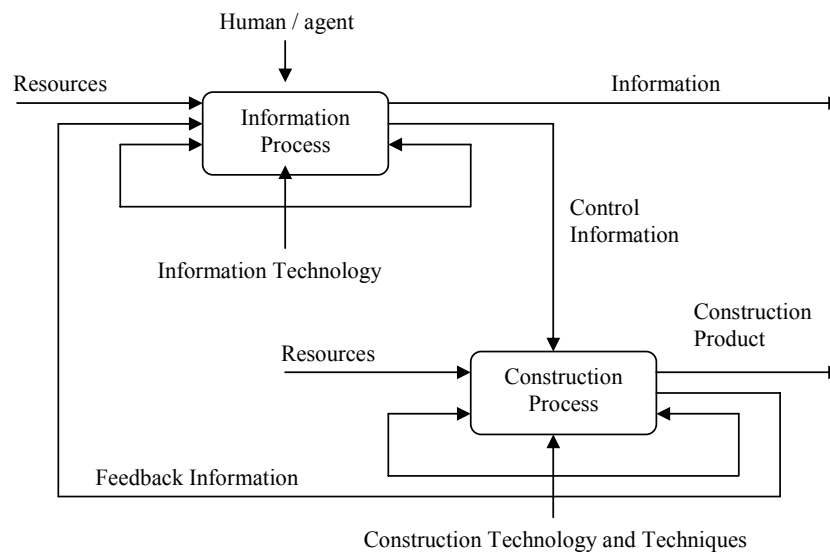 Human / agent
Resources
Information
Information
Process
Control
Information
Information Technology
Construction
Product
Resources
Construction
Process
Feedback Information
Construction Technology and Techniques